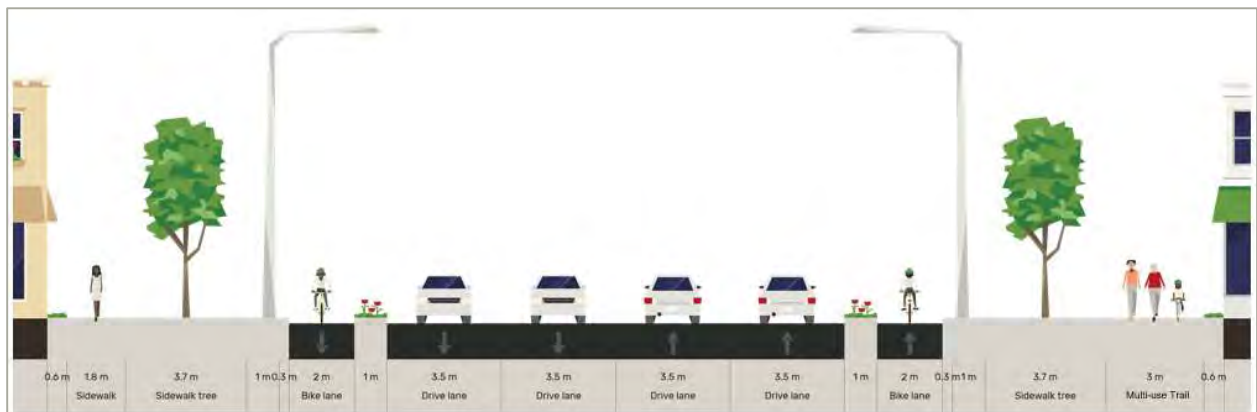 0.6 m 1.8 m 3.7 m 1 m 0.3 m 2 m 1 m 3.5 m 3.5 m 3.5 m 3.5 m 1 m 2 m 0.3 m 1 m 3.7 m 3 m 0.6 m
Sidewalk Sidewalk tree Bike lane Drive lane Drive lane Drive lane Drive lane Bike lane Sidewalk tree Multi-use Trail